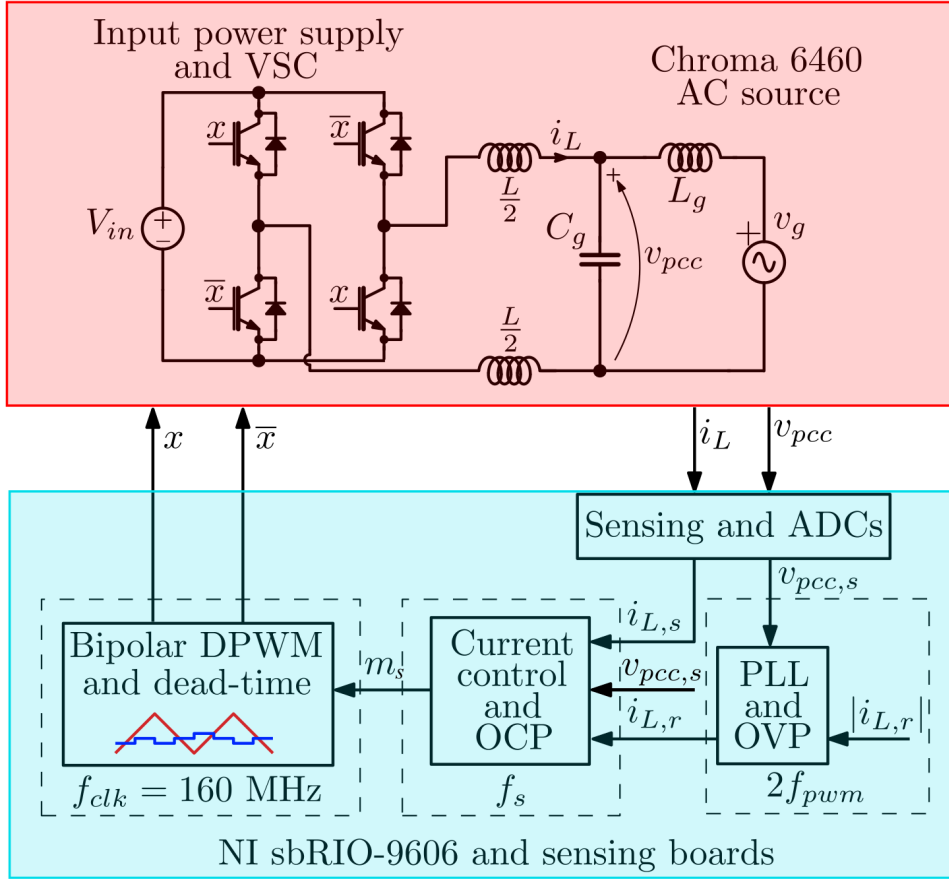 Input power supply
and VSC
Chroma 6460
AC source
x
x̅
i_L
L/2
L_g
V_in
+
−
C_g
+
v_pcc
+
v_g
x̅
x
L/2
x
x̅
i_L
v_pcc
Sensing and ADCs
v_pcc,s
i_L,s
Bipolar DPWM
and dead-time
m_s
Current
control
and
OCP
v_pcc,s
i_L,r
PLL
and
OVP
|i_L,r|
f_clk = 160 MHz
f_s
2f_pwm
NI sbRIO-9606 and sensing boards